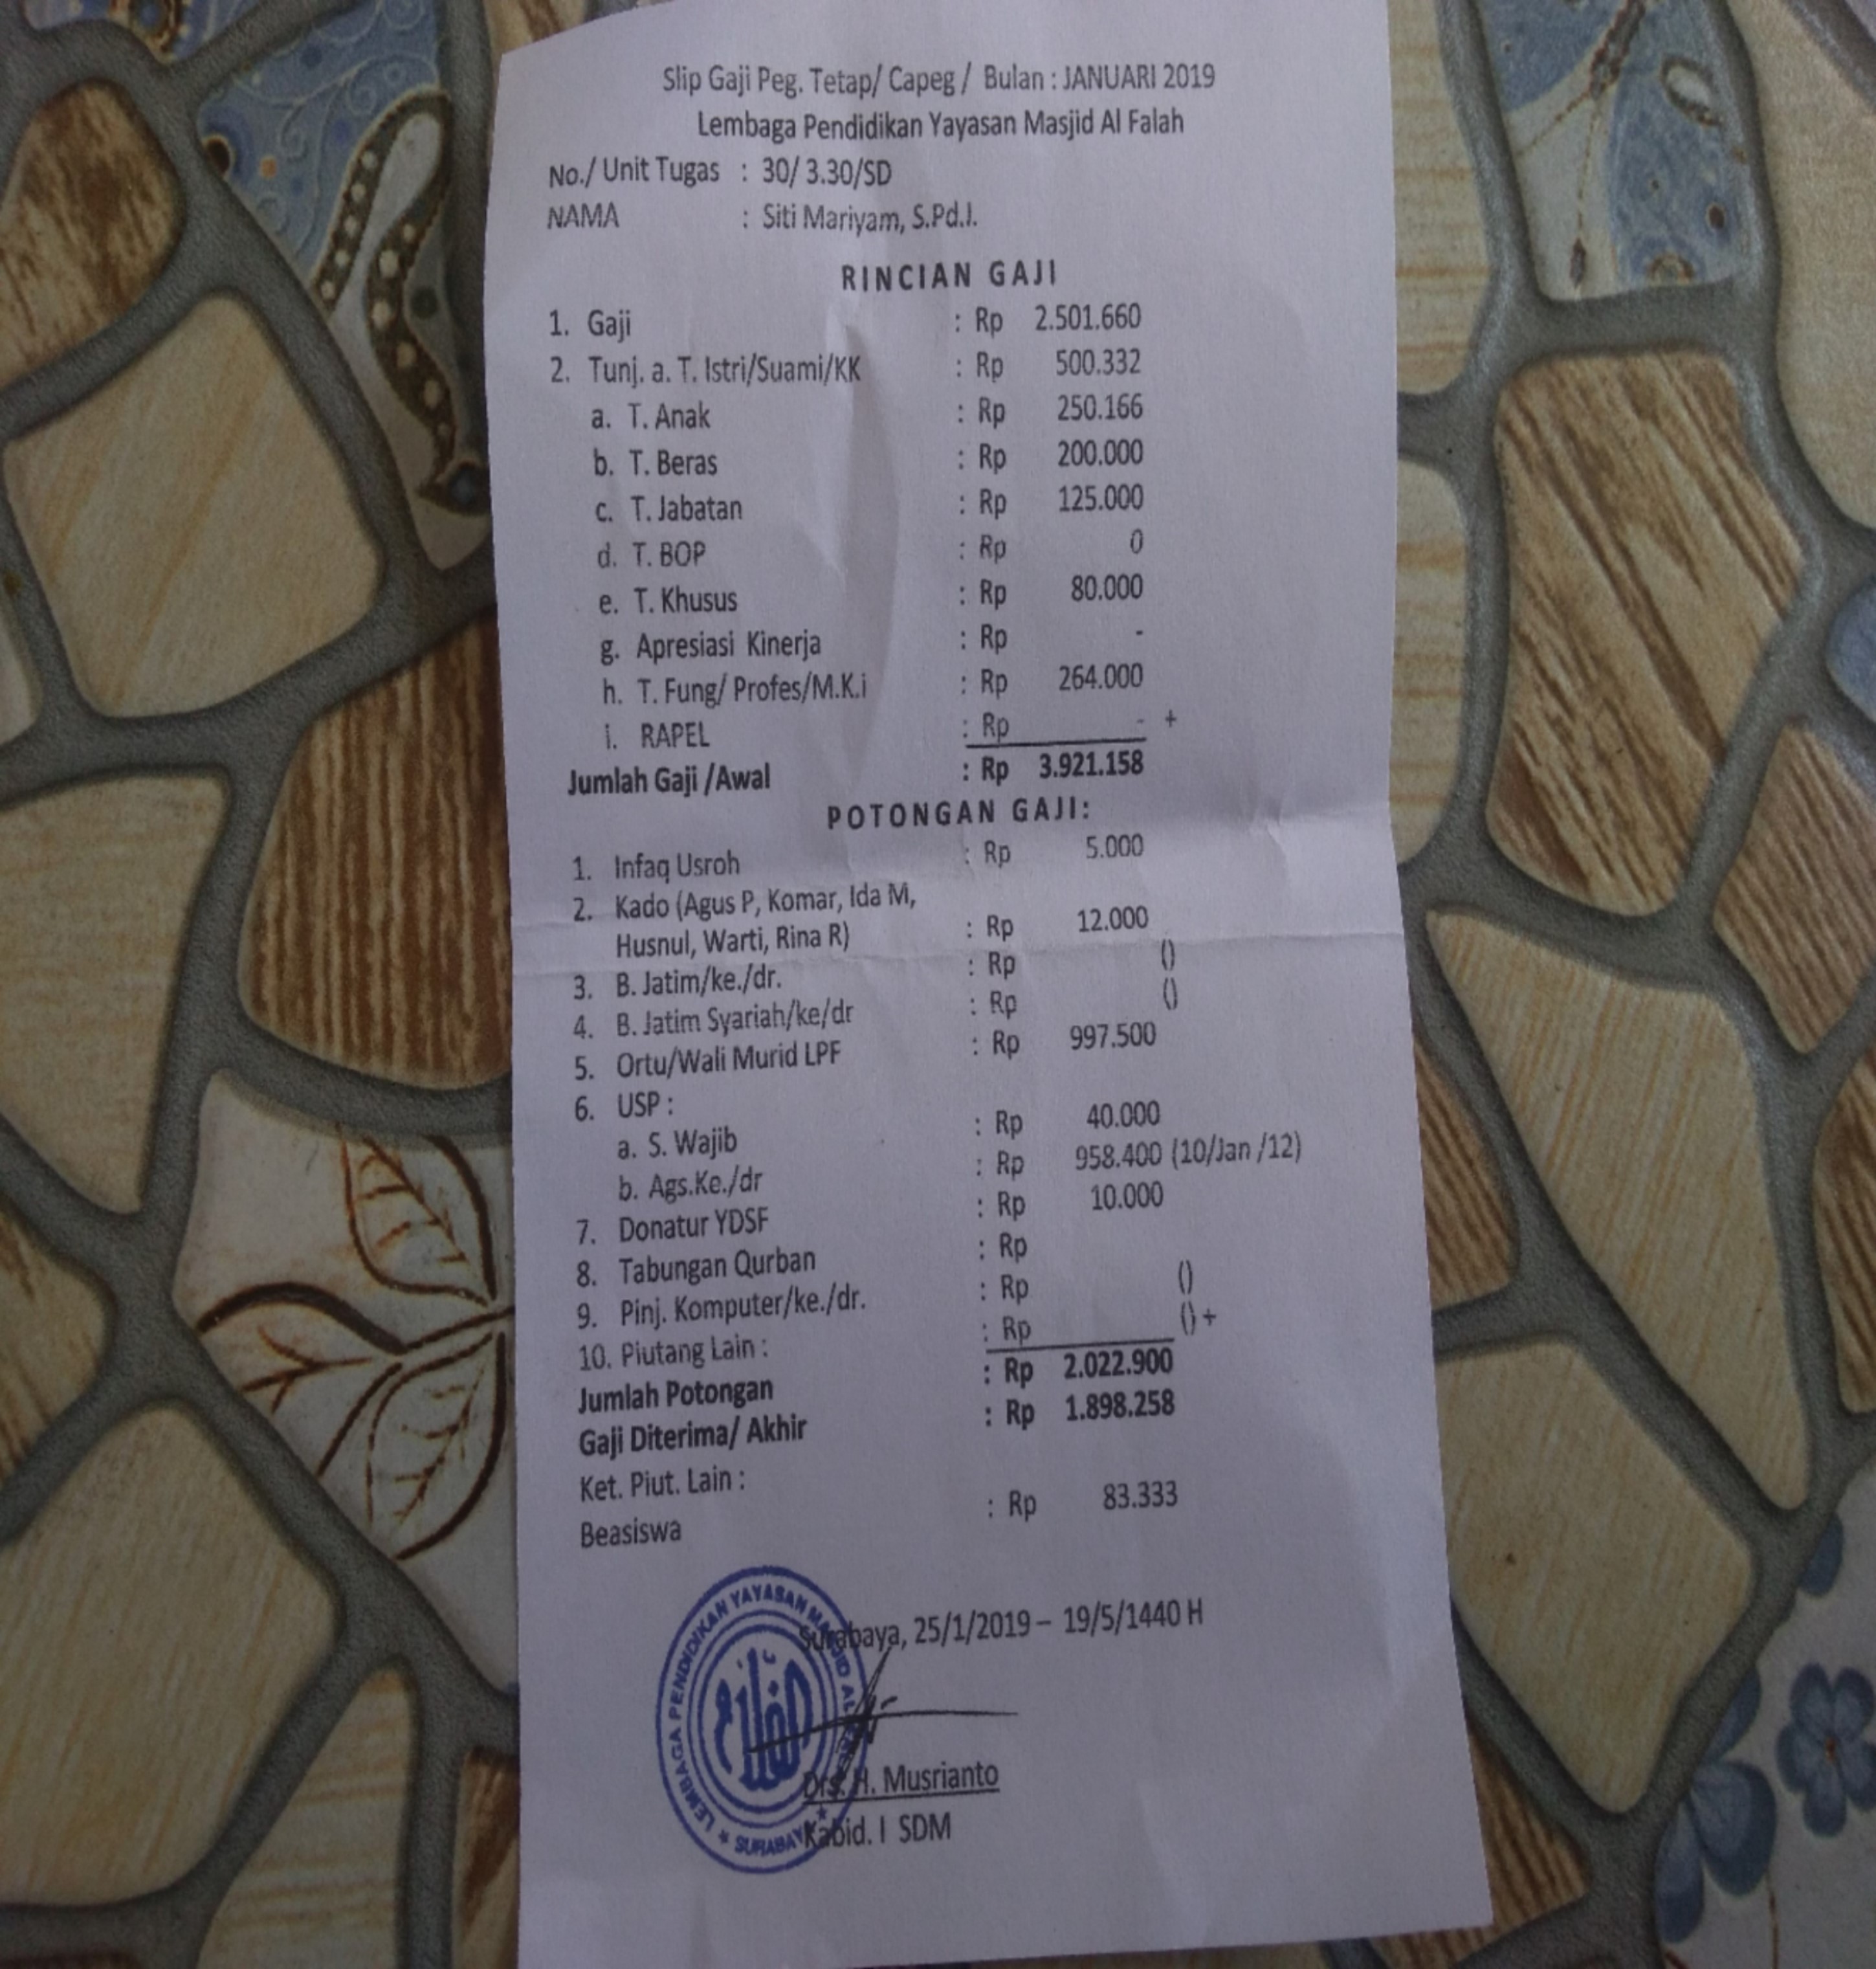 Slip Gaji Peg. Tetap/ Capeg / Bulan : JANUARI 2019
Lembaga Pendidikan Yayasan Masjid Al Falah
No./ Unit Tugas : 30/ 3.30/SD
NAMA : Siti Mariyam, S.Pd.I.
RINCIAN GAJI
1. Gaji : Rp 2.501.660
2. Tunj. a. T. Istri/Suami/KK : Rp 500.332
a. T. Anak : Rp 250.166
b. T. Beras : Rp 200.000
c. T. Jabatan : Rp 125.000
d. T. BOP : Rp 0
e. T. Khusus : Rp 80.000
g. Apresiasi Kinerja : Rp -
h. T. Fung/ Profes/M.K.i : Rp 264.000
i. RAPEL : Rp - +
Jumlah Gaji /Awal : Rp 3.921.158
POTONGAN GAJI:
1. Infaq Usroh : Rp 5.000
2. Kado (Agus P, Komar, Ida M,
Husnul, Warti, Rina R) : Rp 12.000
3. B. Jatim/ke./dr. : Rp ()
4. B. Jatim Syariah/ke/dr : Rp ()
5. Ortu/Wali Murid LPF : Rp 997.500
6. USP :
a. S. Wajib : Rp 40.000
b. Ags.Ke./dr : Rp 958.400 (10/Jan /12)
7. Donatur YDSF : Rp 10.000
8. Tabungan Qurban : Rp
9. Pinj. Komputer/ke./dr. : Rp ()
10. Piutang Lain : : Rp () +
Jumlah Potongan : Rp 2.022.900
Gaji Diterima/ Akhir : Rp 1.898.258
Ket. Piut. Lain :
Beasiswa : Rp 83.333
Surabaya, 25/1/2019 – 19/5/1440 H
LEMBAGA PENDIDIKAN YAYASAN MASJID AL FALAH
الفلاح
* SURABAYA *
Drs. H. Musrianto
Kabid. I SDM